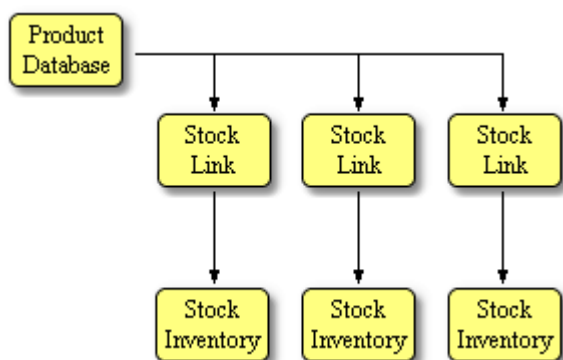 Product
Database
Stock
Link
Stock
Link
Stock
Link
Stock
Inventory
Stock
Inventory
Stock
Inventory